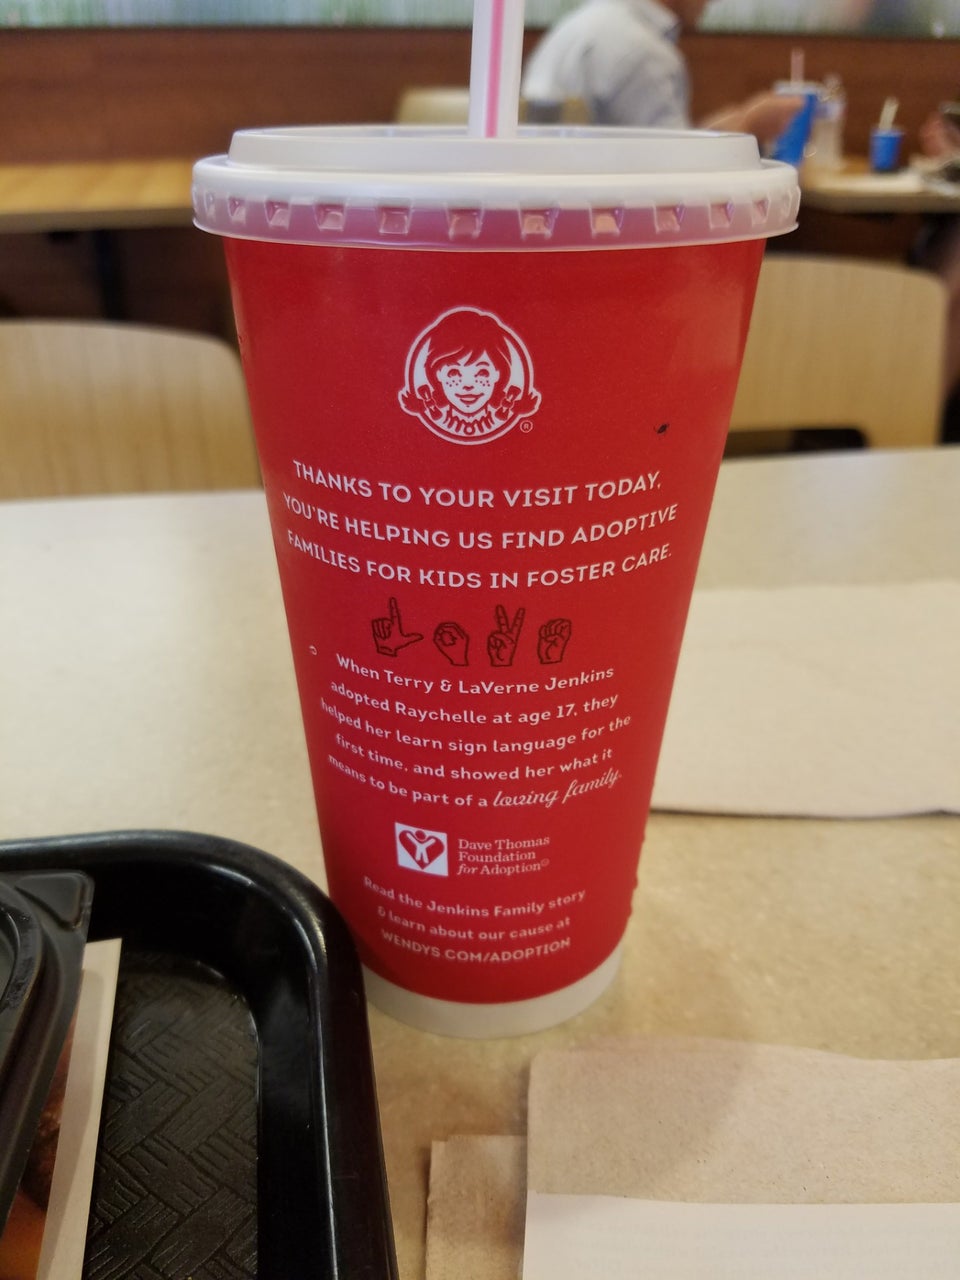 THANKS TO YOUR VISIT TODAY,
YOU'RE HELPING US FIND ADOPTIVE
FAMILIES FOR KIDS IN FOSTER CARE.
When Terry & LaVerne Jenkins
adopted Raychelle at age 17, they
helped her learn sign language for the
first time, and showed her what it
means to be part of a loving family.
Dave Thomas
Foundation
for Adoption®
Read the Jenkins Family story
& learn about our cause at
WENDYS.COM/ADOPTION